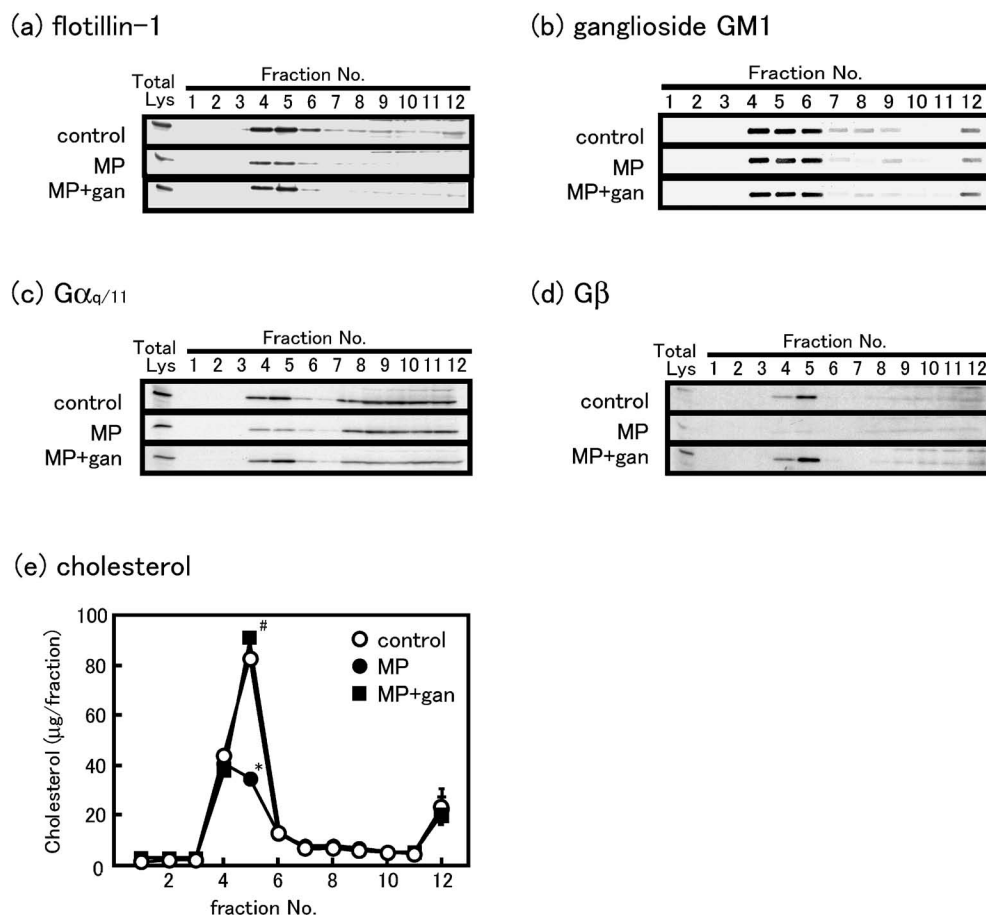 (a) flotillin-1
Fraction No.
Total
Lys 1 2 3 4 5 6 7 8 9 10 11 12
control
MP
MP+gan
(b) ganglioside GM1
Fraction No.
1 2 3 4 5 6 7 8 9 10 11 12
control
MP
MP+gan
(c) Gαq/11
Fraction No.
Total
Lys 1 2 3 4 5 6 7 8 9 10 11 12
control
MP
MP+gan
(d) Gβ
Fraction No.
Total
Lys 1 2 3 4 5 6 7 8 9 10 11 12
control
MP
MP+gan
(e) cholesterol
Cholesterol (μg/fraction)
100
80
60
40
20
0
#
*
control
MP
MP+gan
2 4 6 8 10 12
fraction No.